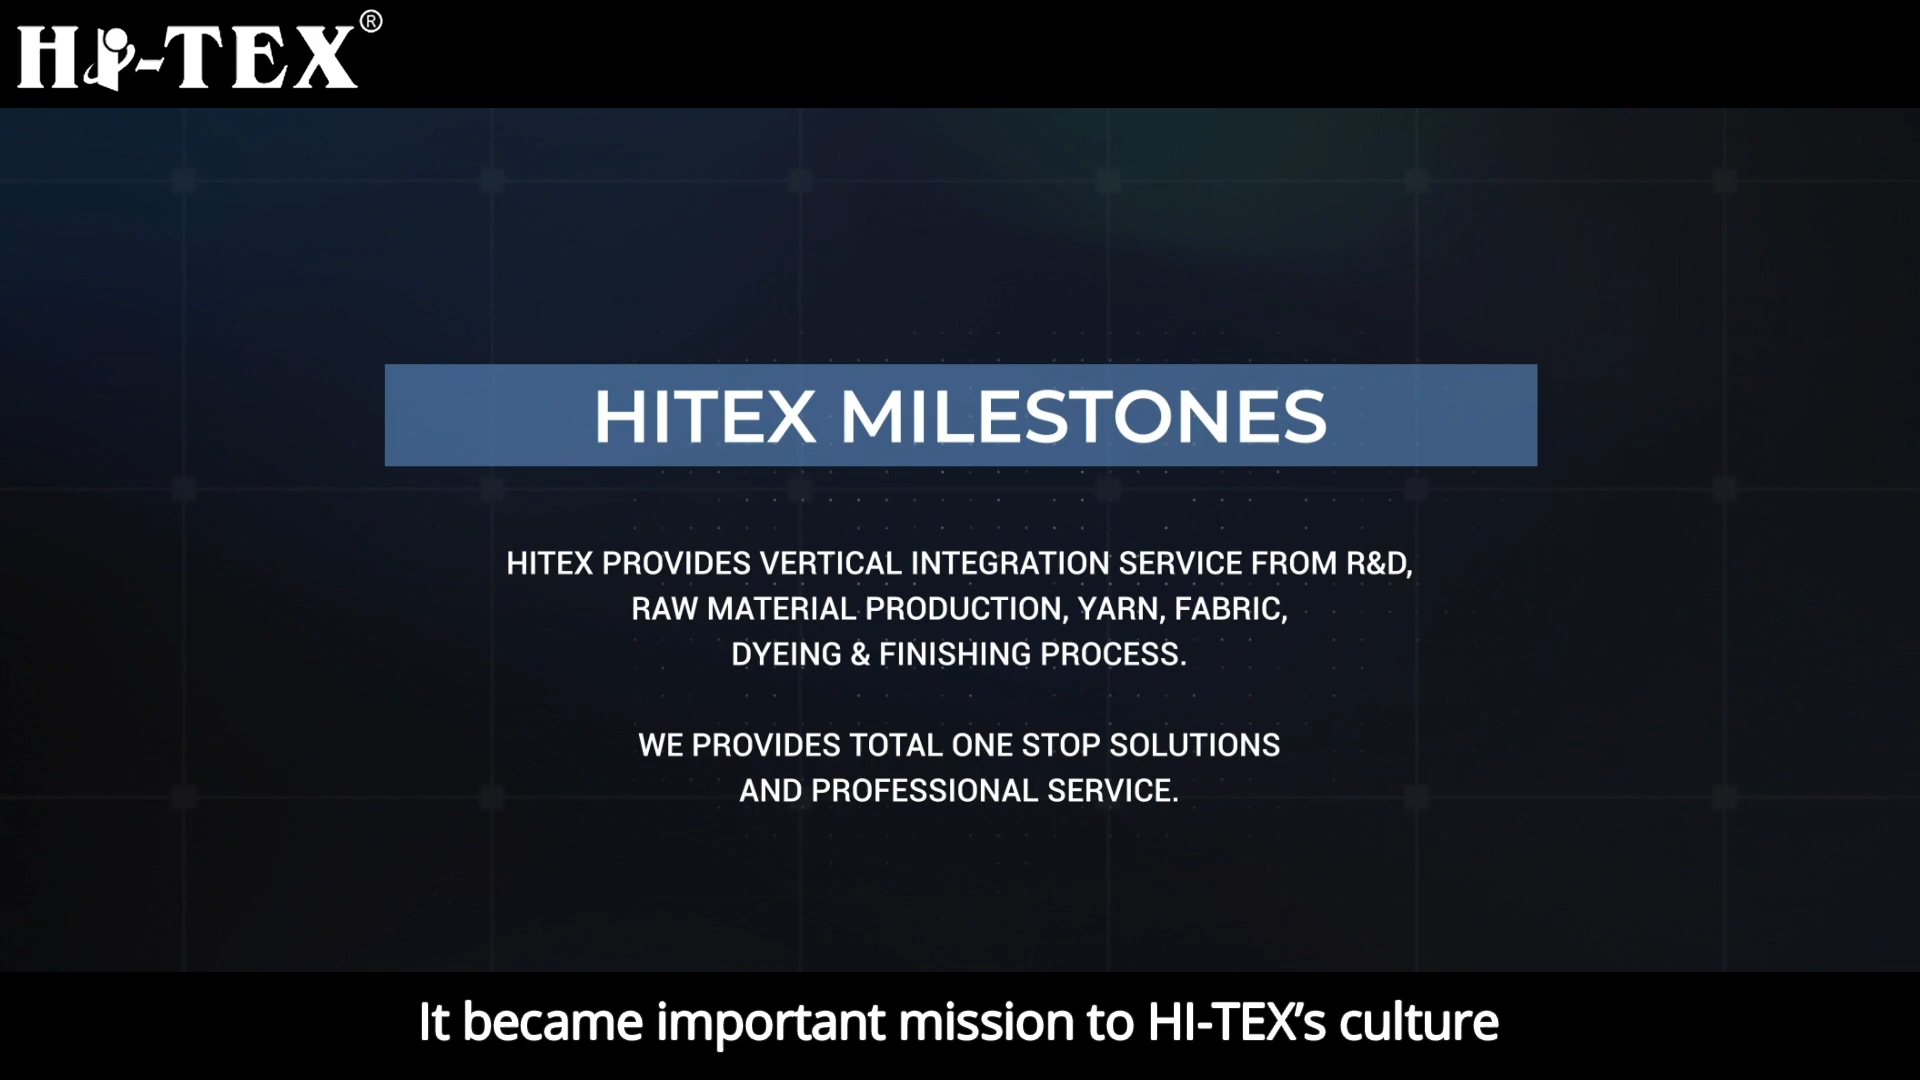 HI-TEX®
HITEX MILESTONES
HITEX PROVIDES VERTICAL INTEGRATION SERVICE FROM R&D,
RAW MATERIAL PRODUCTION, YARN, FABRIC,
DYEING & FINISHING PROCESS.
WE PROVIDES TOTAL ONE STOP SOLUTIONS
AND PROFESSIONAL SERVICE.
It became important mission to HI-TEX’s culture